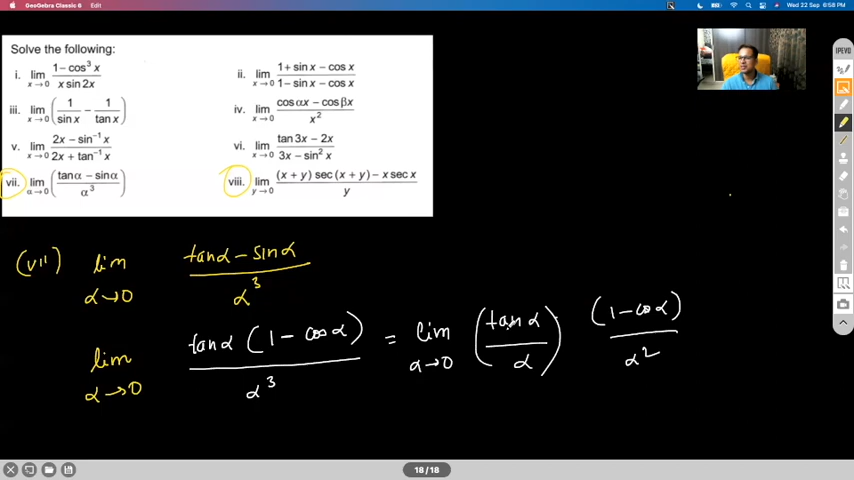 GeoGebra Classic 6 Edit Wed 22 Sep 6:58 PM
IPEVO
Solve the following:
i. lim x→0 (1 – cos³ x)/(x sin 2x)
ii. lim x→0 (1 + sin x – cos x)/(1 – sin x – cos x)
iii. lim x→0 (1/sin x – 1/tan x)
iv. lim x→0 (cos αx – cos βx)/x²
v. lim x→0 (2x – sin⁻¹ x)/(2x + tan⁻¹ x)
vi. lim x→0 (tan 3x – 2x)/(3x – sin² x)
vii. lim α→0 ((tan α – sin α)/α³)
viii. lim y→0 ((x + y) sec (x + y) – x sec x)/y
(vii) lim α→0 (tanα – sinα)/α³
lim α→0 (tanα (1 – cosα))/α³ = lim α→0 (tanα/α) (1 – cosα)/α²
18 / 18